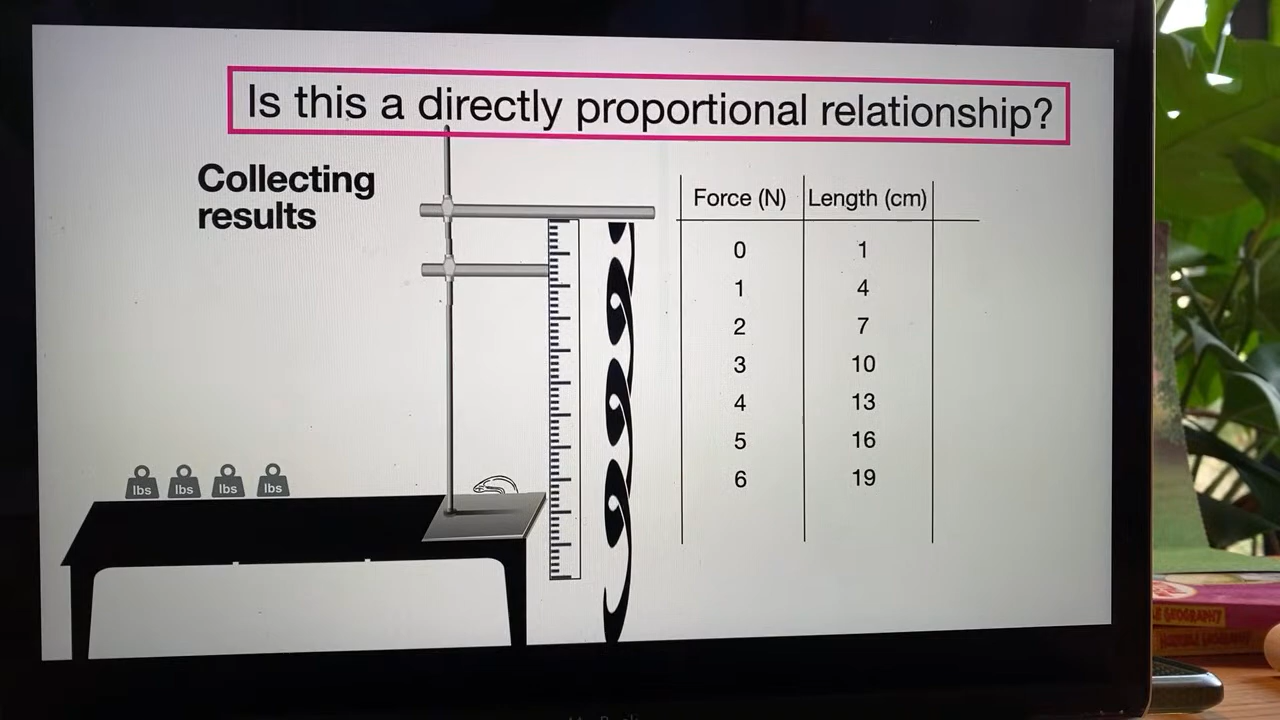 Is this a directly proportional relationship?
Collecting
results
Force (N) Length (cm)
0 1
1 4
2 7
3 10
4 13
5 16
6 19
lbs lbs lbs lbs
GEOGRAPHY